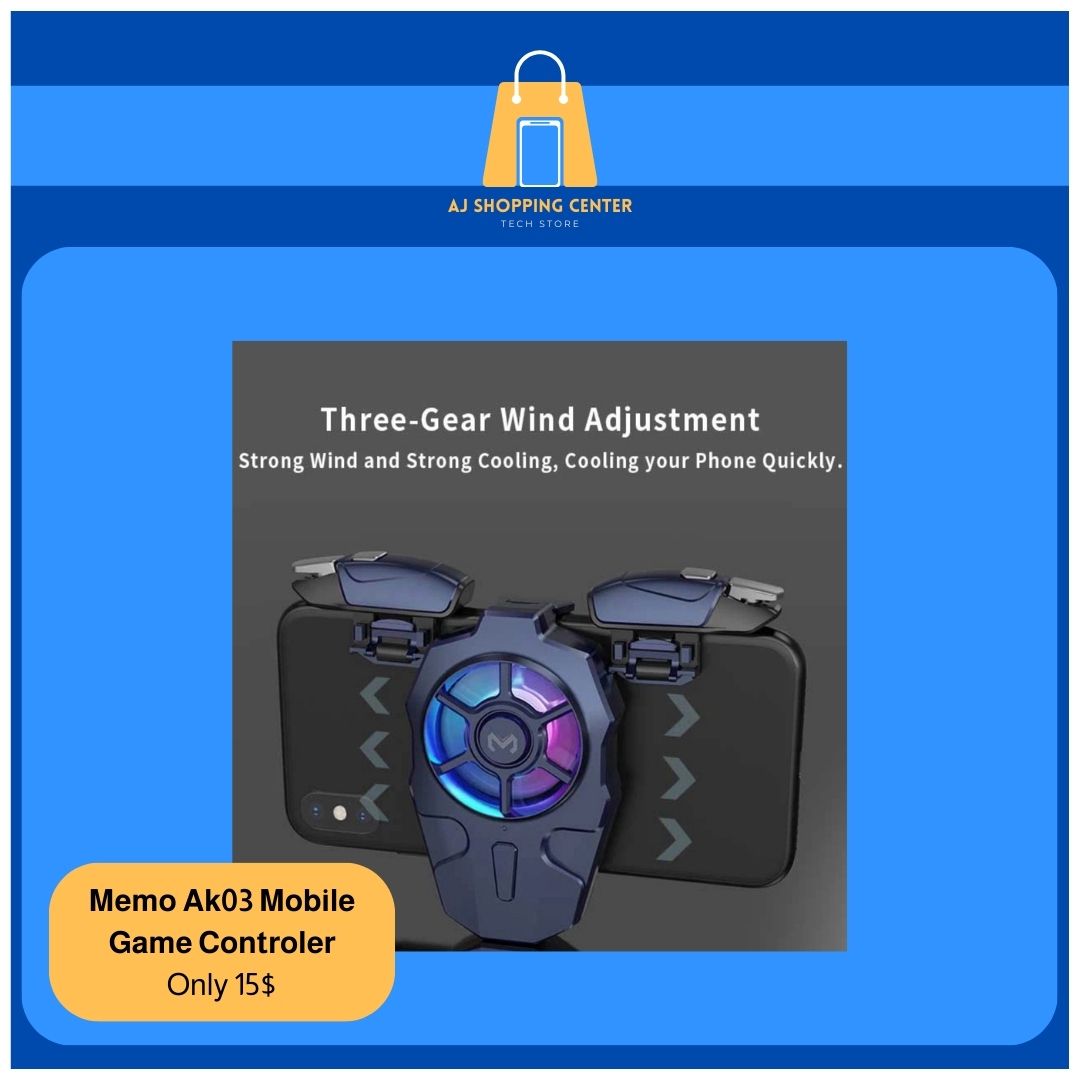 AJ SHOPPING CENTER
TECH STORE
Three-Gear Wind Adjustment
Strong Wind and Strong Cooling, Cooling your Phone Quickly.
Memo Ak03 Mobile
Game Controler
Only 15$